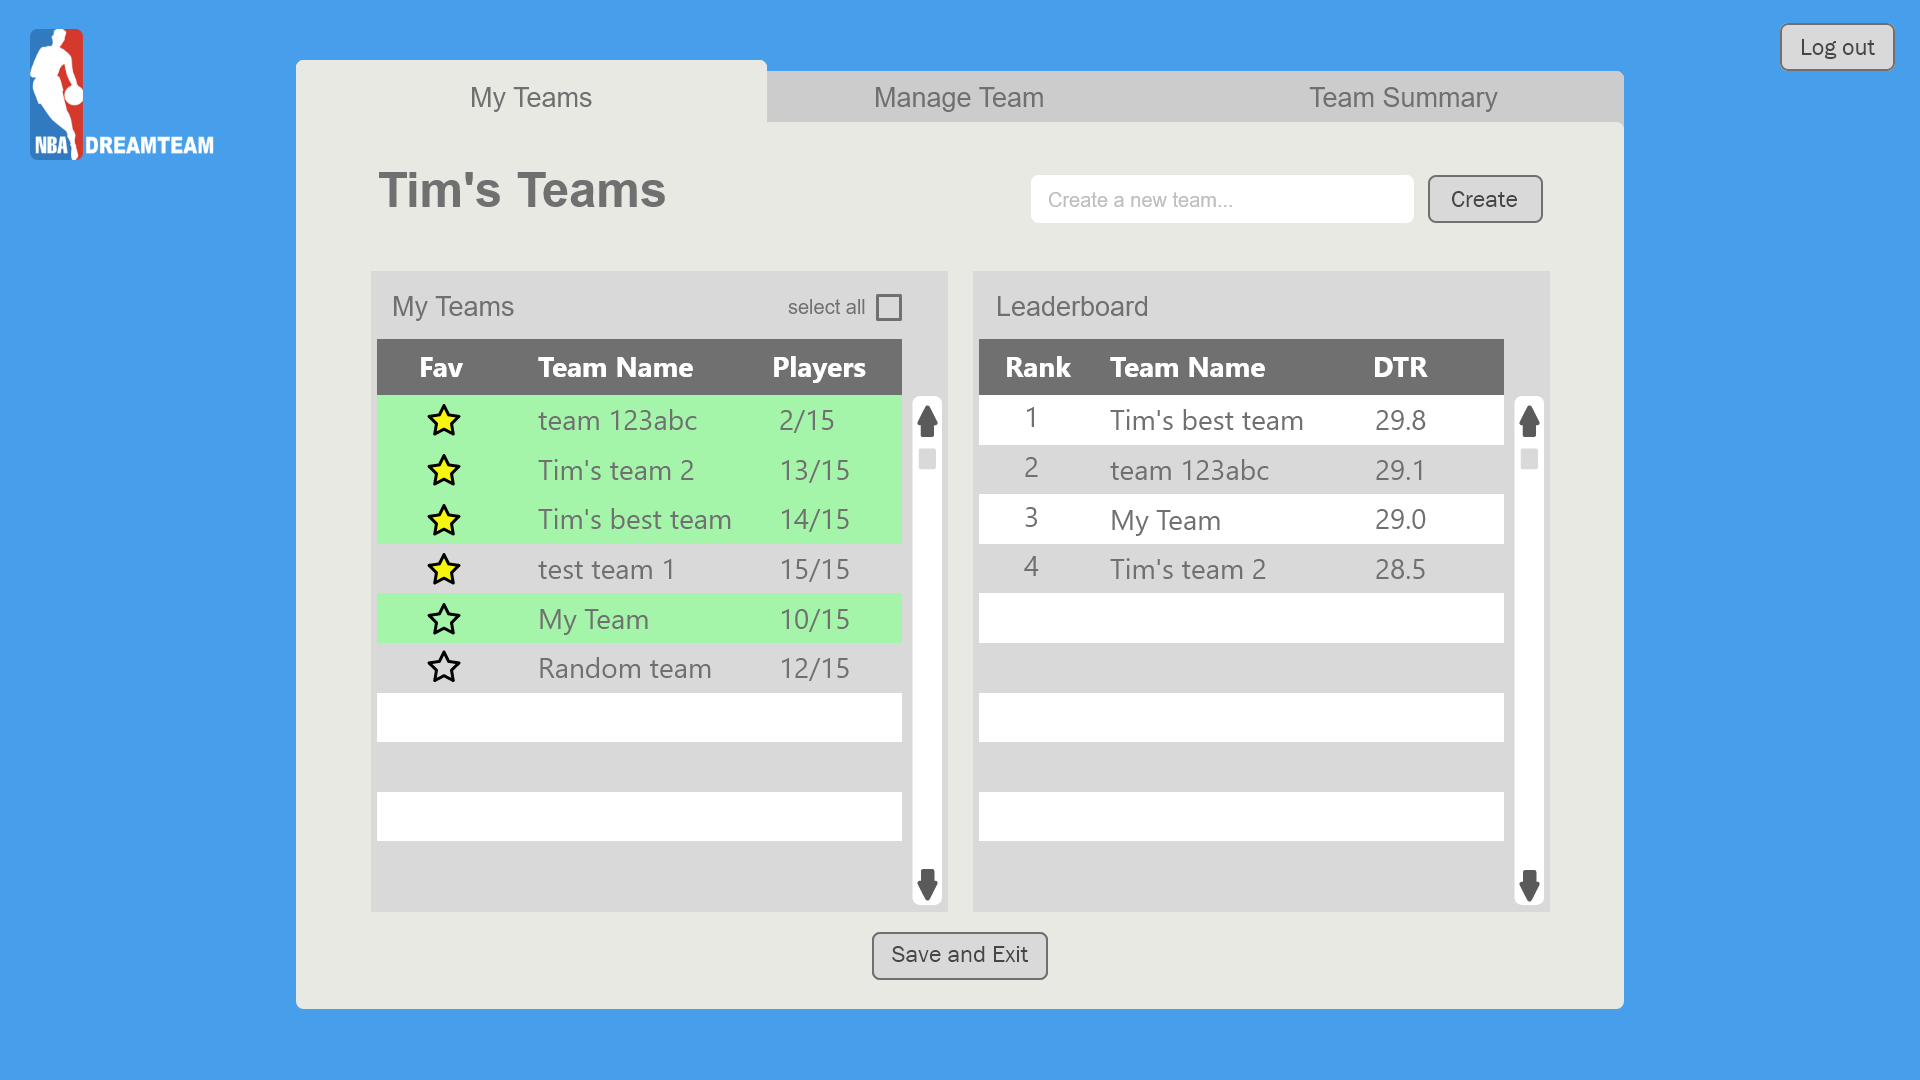 NBA DREAMTEAM
Log out
My Teams
Manage Team
Team Summary
Tim's Teams
Create a new team...
Create
My Teams
select all
Fav Team Name Players
team 123abc 2/15
Tim's team 2 13/15
Tim's best team 14/15
test team 1 15/15
My Team 10/15
Random team 12/15
Leaderboard
Rank Team Name DTR
1 Tim's best team 29.8
2 team 123abc 29.1
3 My Team 29.0
4 Tim's team 2 28.5
Save and Exit